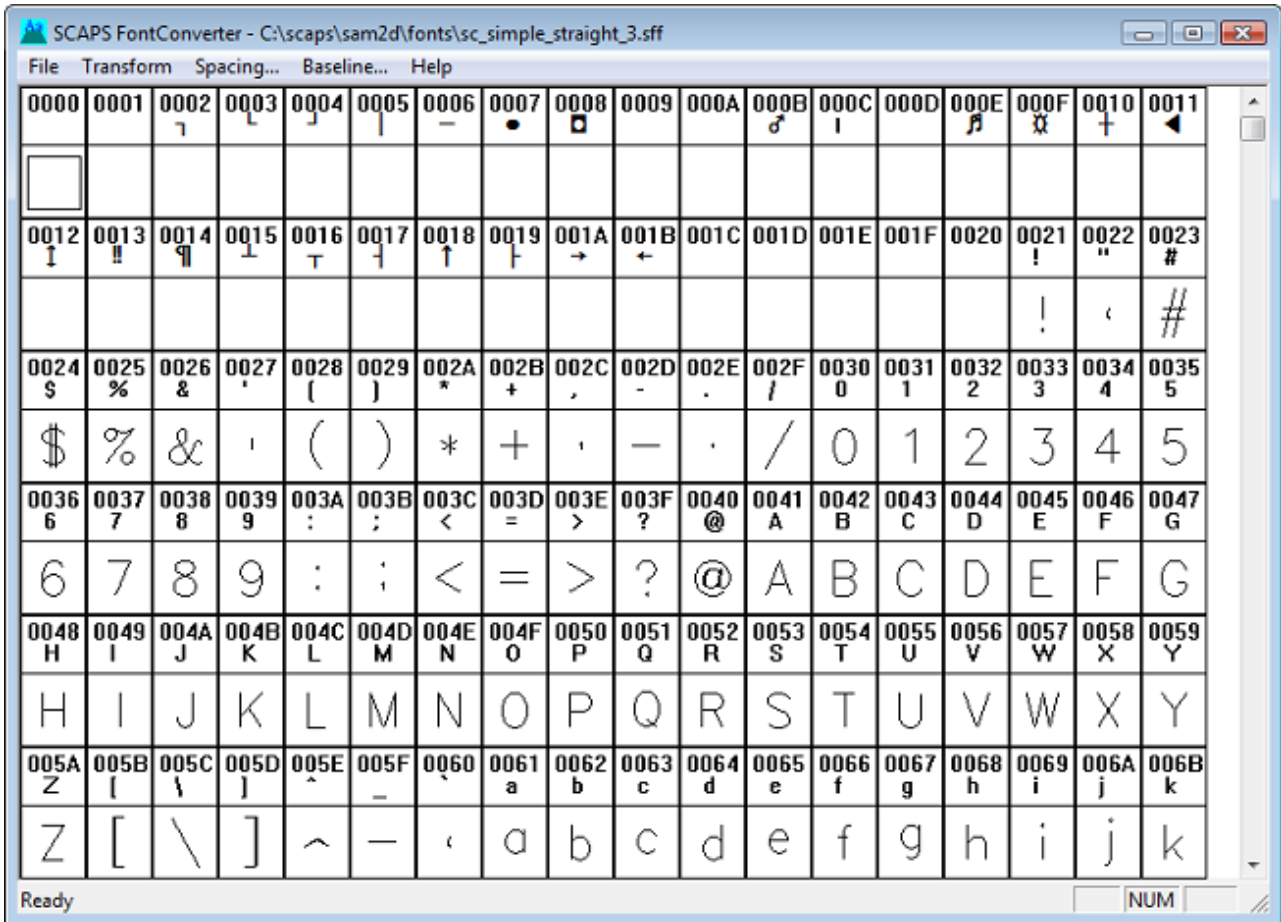 SCAPS FontConverter - C:\scaps\sam2d\fonts\sc_simple_straight_3.sff
File Transform Spacing... Baseline... Help
0000 0001 0002 0003 0004 0005 0006 0007 0008 0009 000A 000B 000C 000D 000E 000F 0010 0011
┐ └ ┘ │ ─ • ◘ ♂ ╷ ♬ ¤ ┼ ◄
0012 0013 0014 0015 0016 0017 0018 0019 001A 001B 001C 001D 001E 001F 0020 0021 0022 0023
↕ ‼ ¶ ┴ ┬ ┤ ↑ ├ → ← ! " #
! ‘ #
0024 0025 0026 0027 0028 0029 002A 002B 002C 002D 002E 002F 0030 0031 0032 0033 0034 0035
$ % & ' ( ) * + , - . / 0 1 2 3 4 5
$ % & ' ( ) * + , — . / 0 1 2 3 4 5
0036 0037 0038 0039 003A 003B 003C 003D 003E 003F 0040 0041 0042 0043 0044 0045 0046 0047
6 7 8 9 : ; < = > ? @ A B C D E F G
6 7 8 9 : ; < = > ? @ A B C D E F G
0048 0049 004A 004B 004C 004D 004E 004F 0050 0051 0052 0053 0054 0055 0056 0057 0058 0059
H I J K L M N O P Q R S T U V W X Y
H I J K L M N O P Q R S T U V W X Y
005A 005B 005C 005D 005E 005F 0060 0061 0062 0063 0064 0065 0066 0067 0068 0069 006A 006B
Z [ \ ] ^ _ ` a b c d e f g h i j k
Z [ \ ] ^ — ‘ a b c d e f g h i j k
Ready NUM